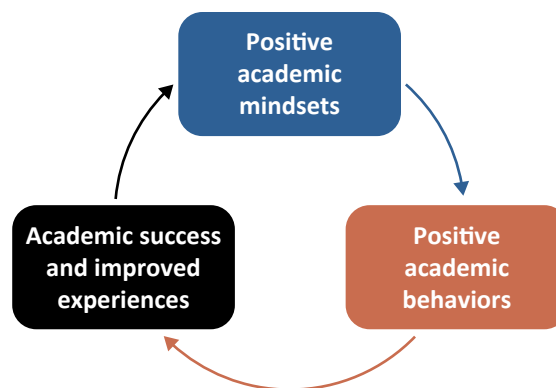 Positive
academic
mindsets
Positive
academic
behaviors
Academic success
and improved
experiences